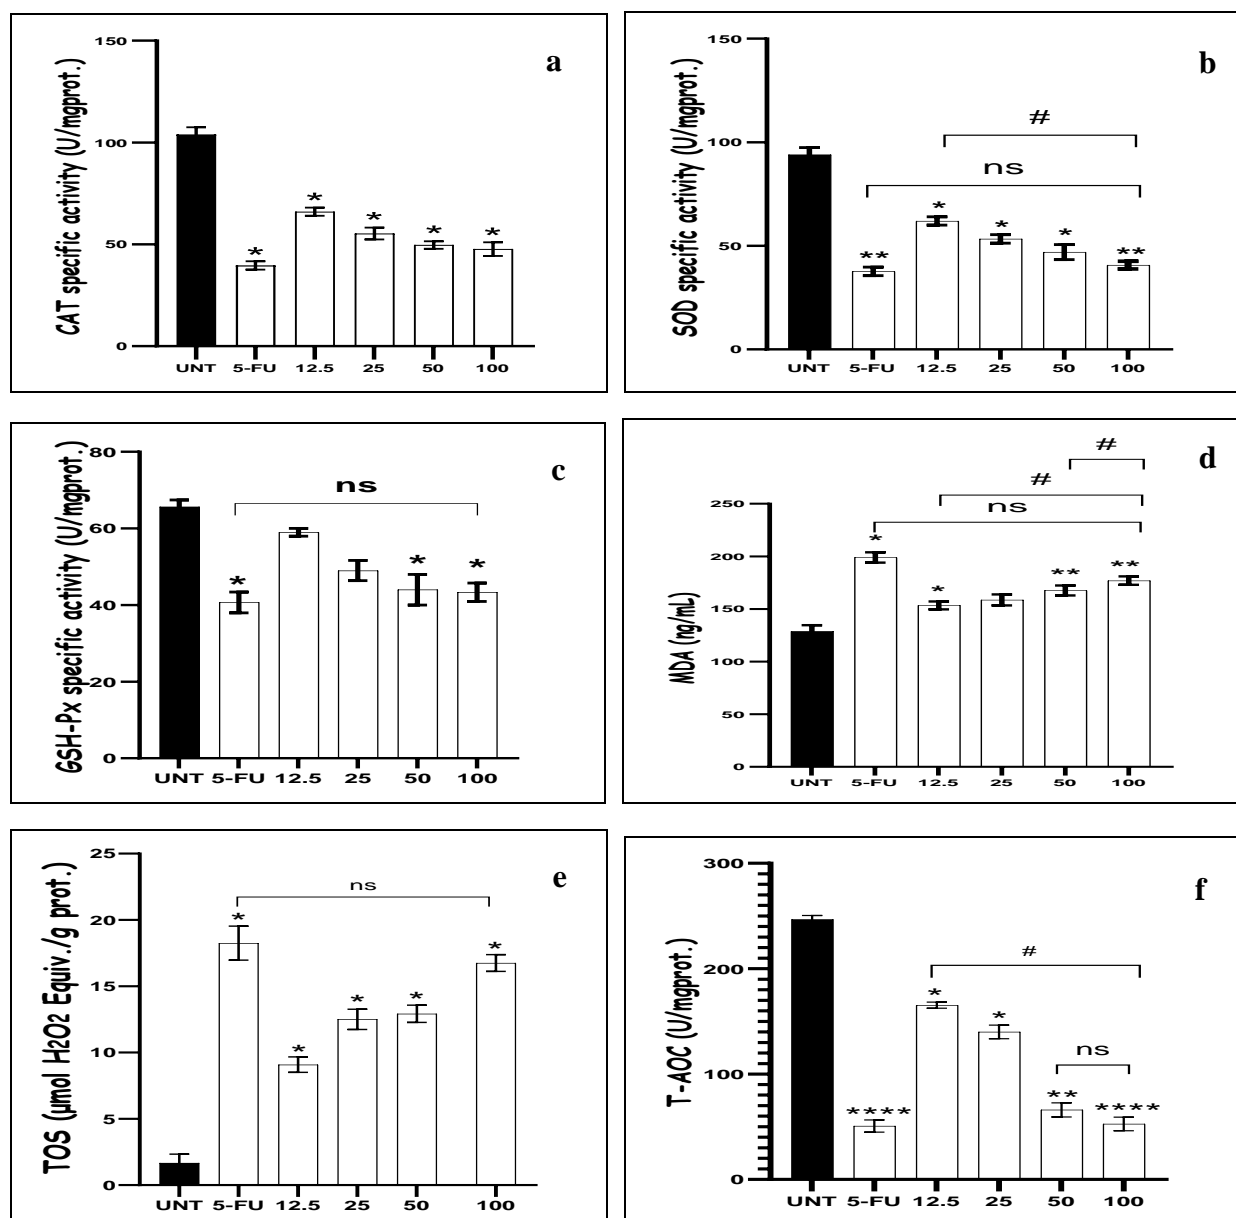 a
CAT specific activity (U/mgprot.)
150
100
50
0
* * * * *
UNT 5-FU 12.5 25 50 100
b
SOD specific activity (U/mgprot.)
150
100
50
0
#
ns
** * * * **
UNT 5-FU 12.5 25 50 100
c
GSH-Px specific activity (U/mgprot.)
80
60
40
20
0
ns
* * *
UNT 5-FU 12.5 25 50 100
d
MDA (ng/mL)
250
200
150
100
50
0
#
#
ns
* * ** **
UNT 5-FU 12.5 25 50 100
e
TOS (µmol H2O2 Equiv./g prot.)
25
20
15
10
5
0
ns
* * * * *
UNT 5-FU 12.5 25 50 100
f
T-AOC (U/mgprot.)
300
200
100
0
#
ns
**** * * ** ****
UNT 5-FU 12.5 25 50 100